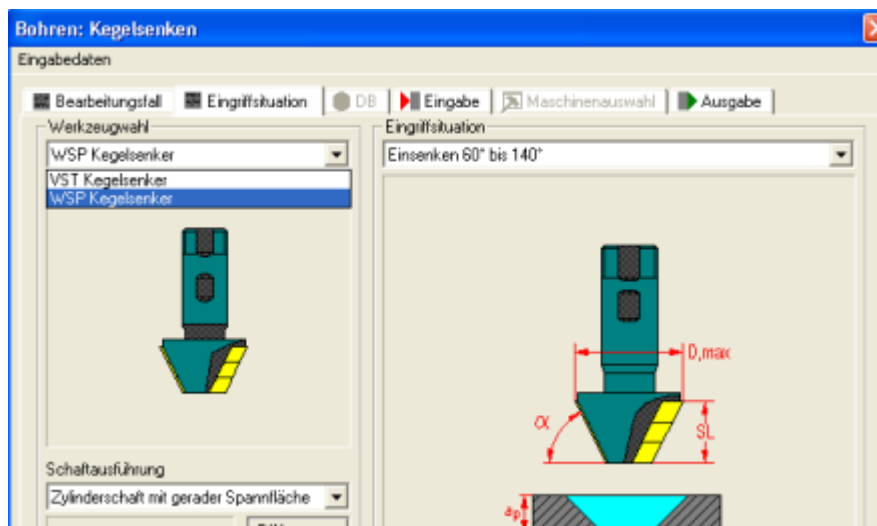 Bohren: Kegelsenken
Eingabedaten
Bearbeitungsfall Eingriffsituation DB Eingabe Maschinenauswahl Ausgabe
Werkzeugwahl
WSP Kegelsenker
VST Kegelsenker
WSP Kegelsenker
Schaftausführung
Zylinderschaft mit gerader Spannfläche
Eingriffsituation
Einsenken 60° bis 140°
D,max
α
SL
ap